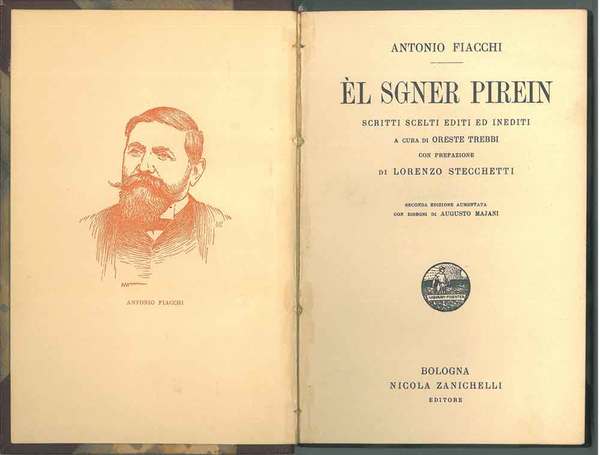 ANTONIO FIACCHI
ANTONIO FIACCHI
ÈL SGNER PIREIN
SCRITTI SCELTI EDITI ED INEDITI
A CURA DI ORESTE TREBBI
CON PREFAZIONE
DI LORENZO STECCHETTI
SECONDA EDIZIONE AUMENTATA
CON DISEGNI DI AUGUSTO MAJANI
BOLOGNA
NICOLA ZANICHELLI
EDITORE